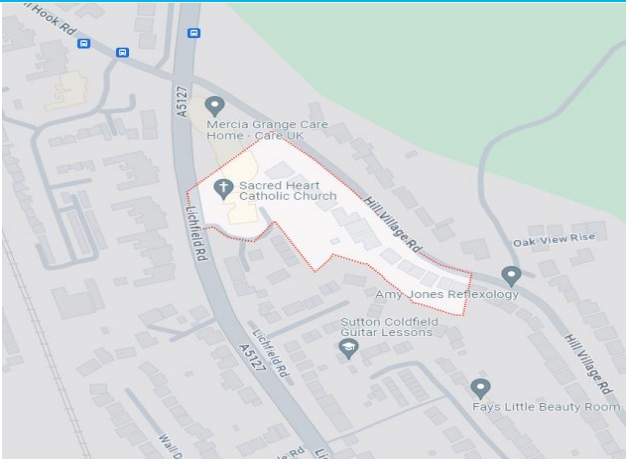 Hook Rd
A5127
Mercia Grange Care
Home - Care UK
Sacred Heart
Catholic Church
Lichfield Rd
Hill Village Rd
Oak View Rise
Amy Jones Reflexology
Sutton Coldfield
Guitar Lessons
Lichfield Rd
A5127
Hill Village Rd
Fays Little Beauty Room
Wall D
Rd